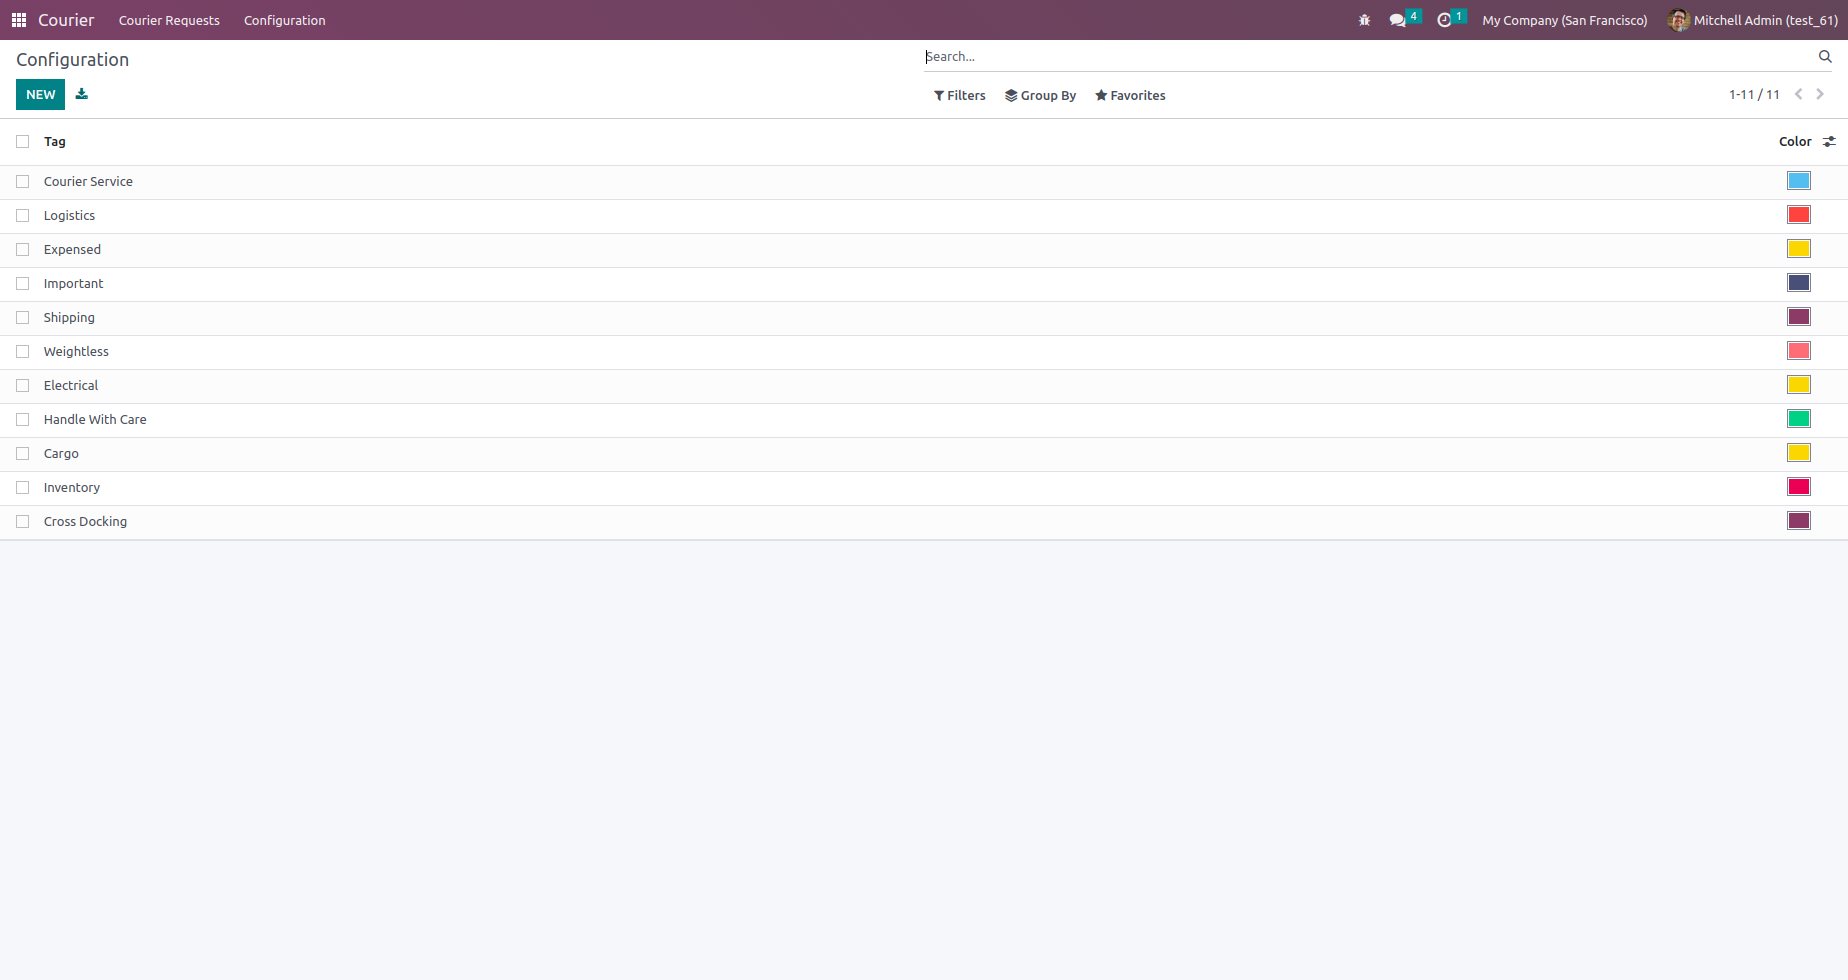 Courier Courier Requests Configuration 4 1 My Company (San Francisco) Mitchell Admin (test_61)
Configuration
Search...
NEW
Filters Group By Favorites 1-11 / 11
Tag Color
Courier Service
Logistics
Expensed
Important
Shipping
Weightless
Electrical
Handle With Care
Cargo
Inventory
Cross Docking